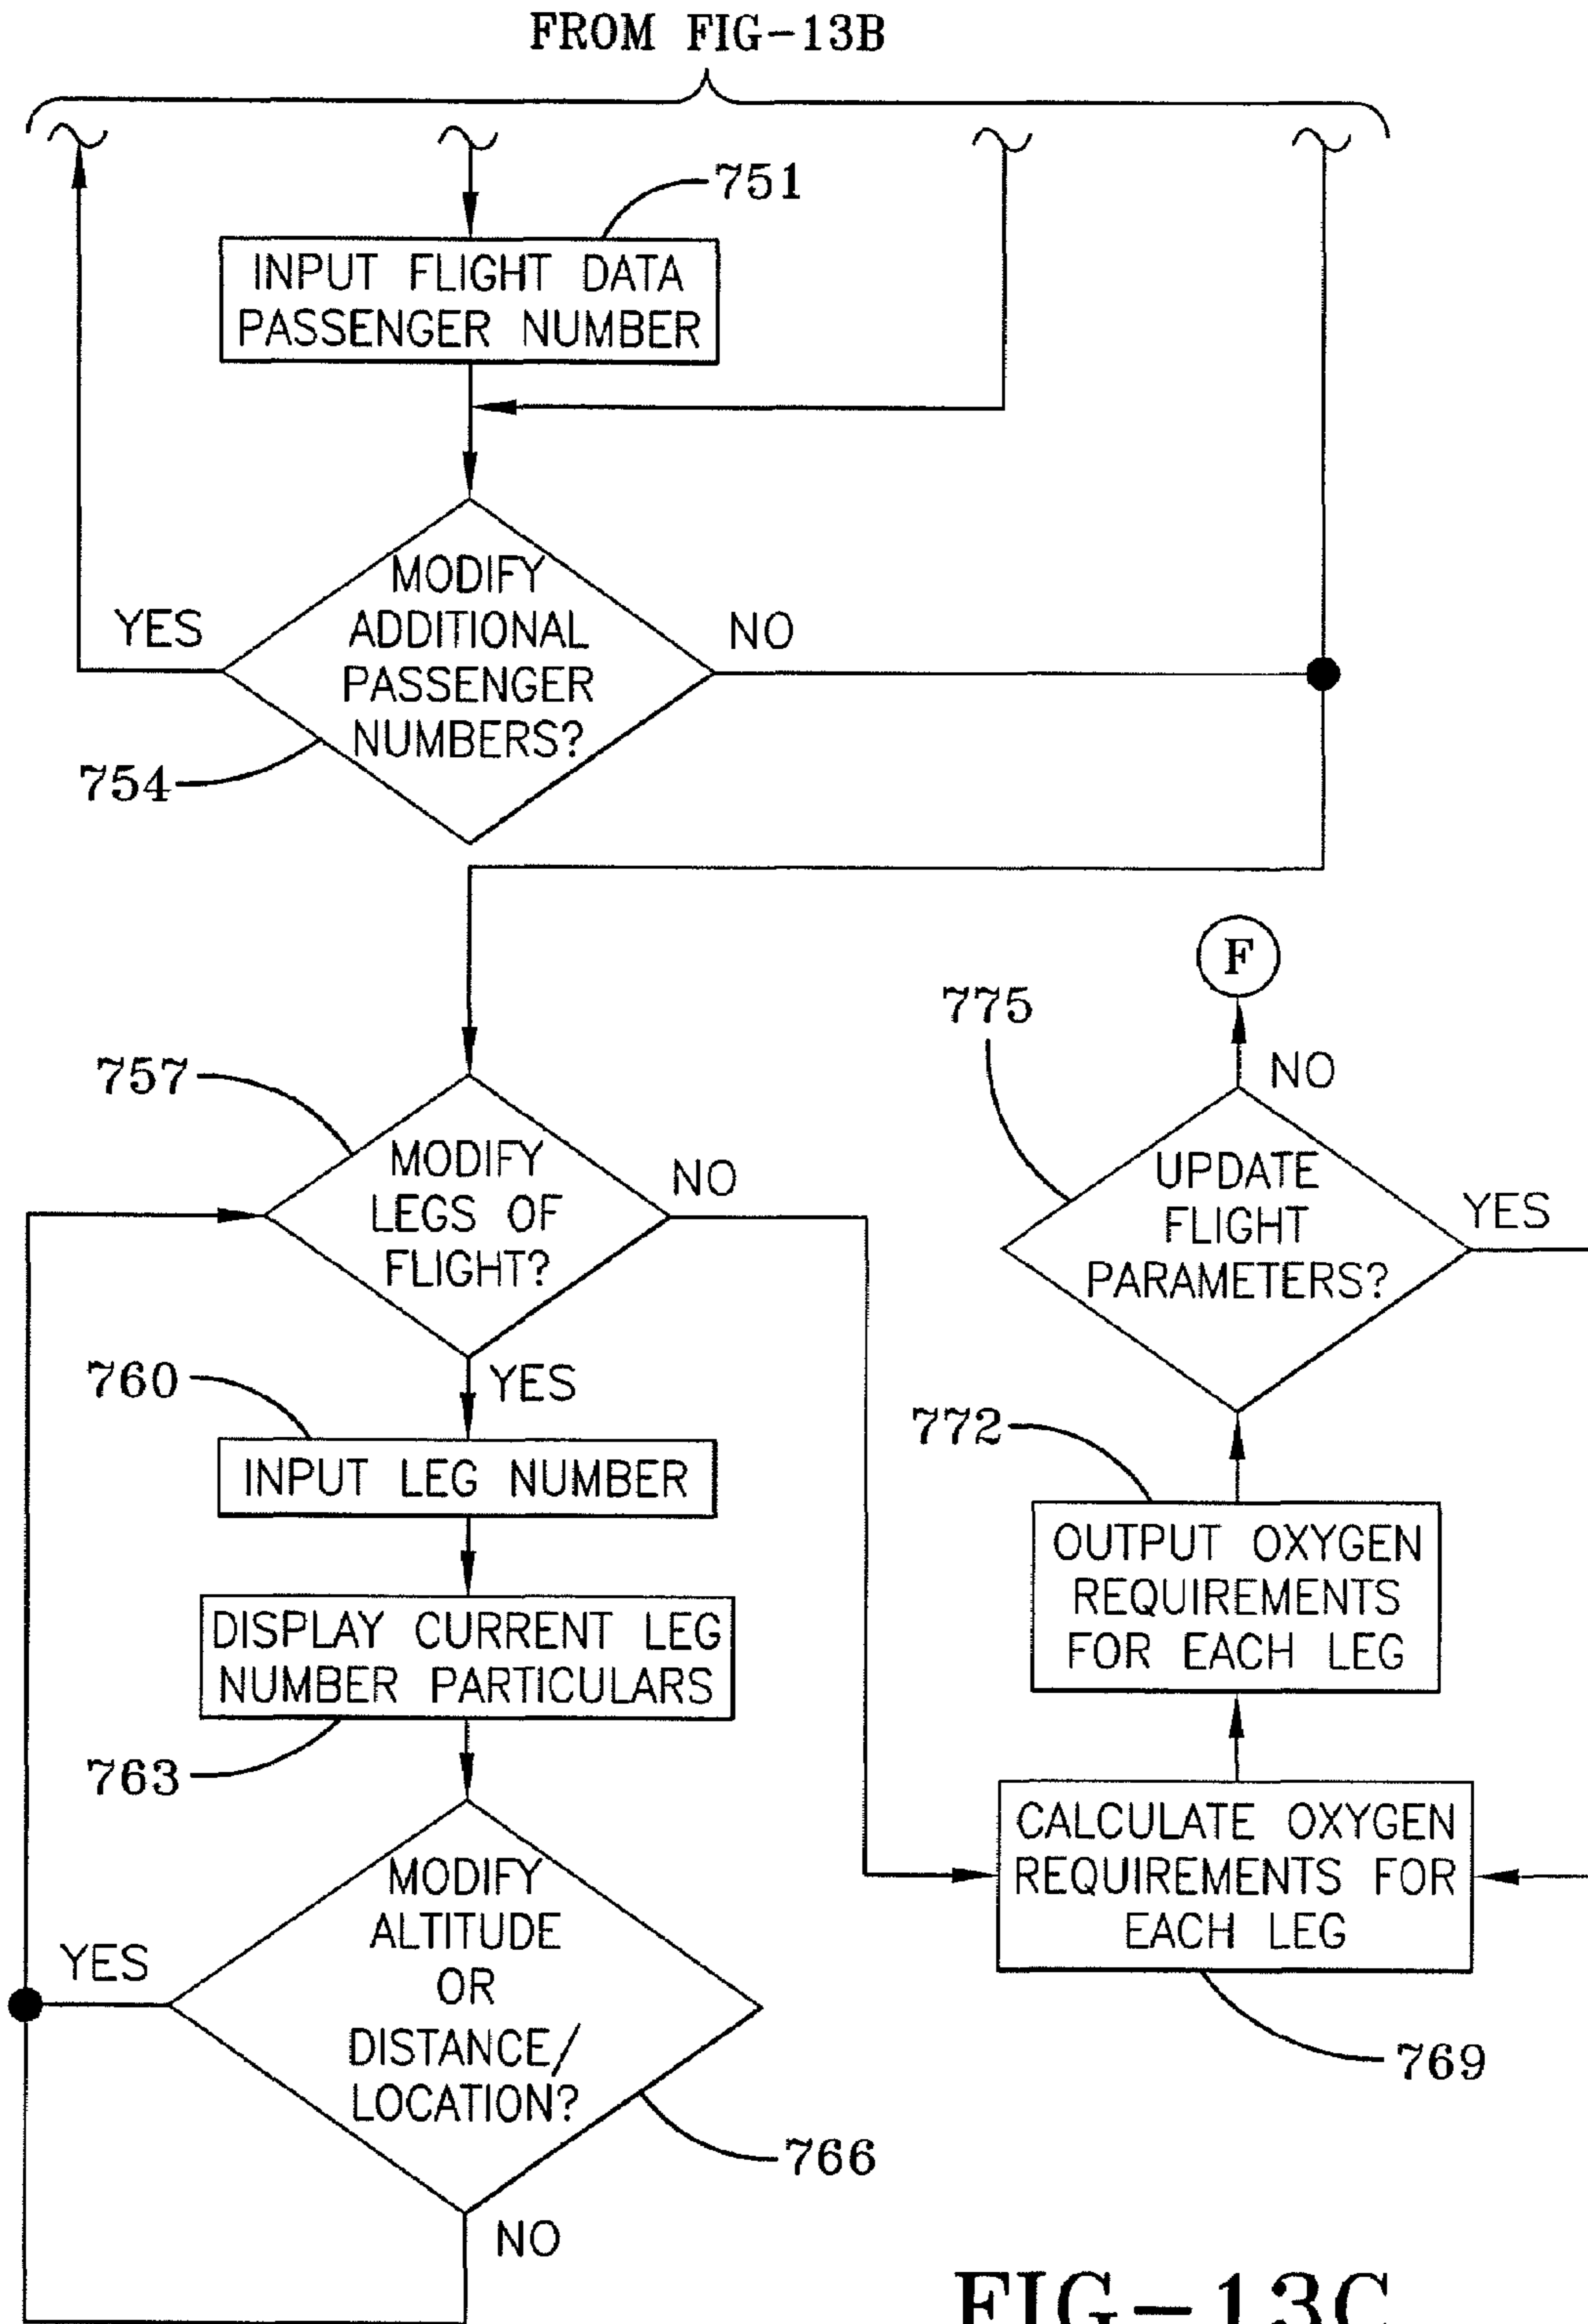 FROM FIG-13B
751
INPUT FLIGHT DATA
PASSENGER NUMBER
MODIFY
ADDITIONAL
PASSENGER
NUMBERS?
YES
NO
754
F
775
NO
757
MODIFY
LEGS OF
FLIGHT?
NO
UPDATE
FLIGHT
PARAMETERS?
YES
760
YES
772
INPUT LEG NUMBER
OUTPUT OXYGEN
REQUIREMENTS
FOR EACH LEG
DISPLAY CURRENT LEG
NUMBER PARTICULARS
763
CALCULATE OXYGEN
REQUIREMENTS FOR
EACH LEG
MODIFY
ALTITUDE
OR
DISTANCE/
LOCATION?
YES
769
766
NO
FIG-13C